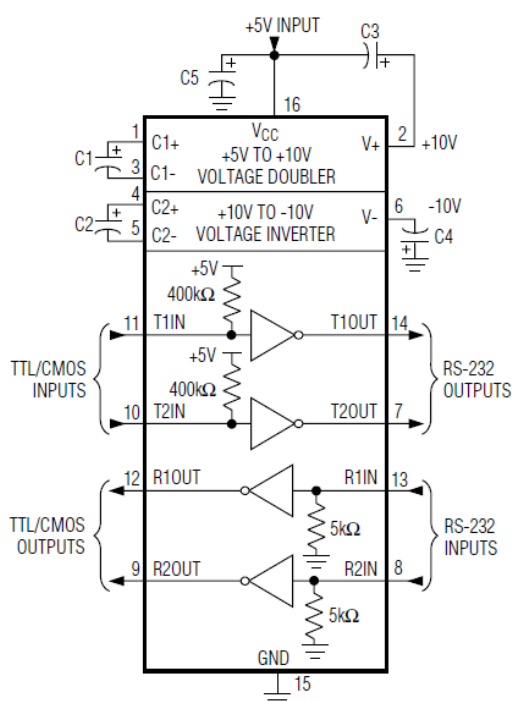 +5V INPUT
C3
+
C5
+
16
1
VCC
2
C1+
+5V TO +10V
V+
+10V
C1
+
3
C1-
VOLTAGE DOUBLER
4
C2+
+10V TO -10V
V-
6
-10V
C2
+
5
C2-
VOLTAGE INVERTER
+
C4
+5V
400kΩ
11
T1IN
T1OUT
14
+5V
TTL/CMOS
INPUTS
400kΩ
RS-232
OUTPUTS
10
T2IN
T2OUT
7
12
R1OUT
R1IN
13
TTL/CMOS
OUTPUTS
5kΩ
RS-232
INPUTS
9
R2OUT
R2IN
8
5kΩ
GND
15